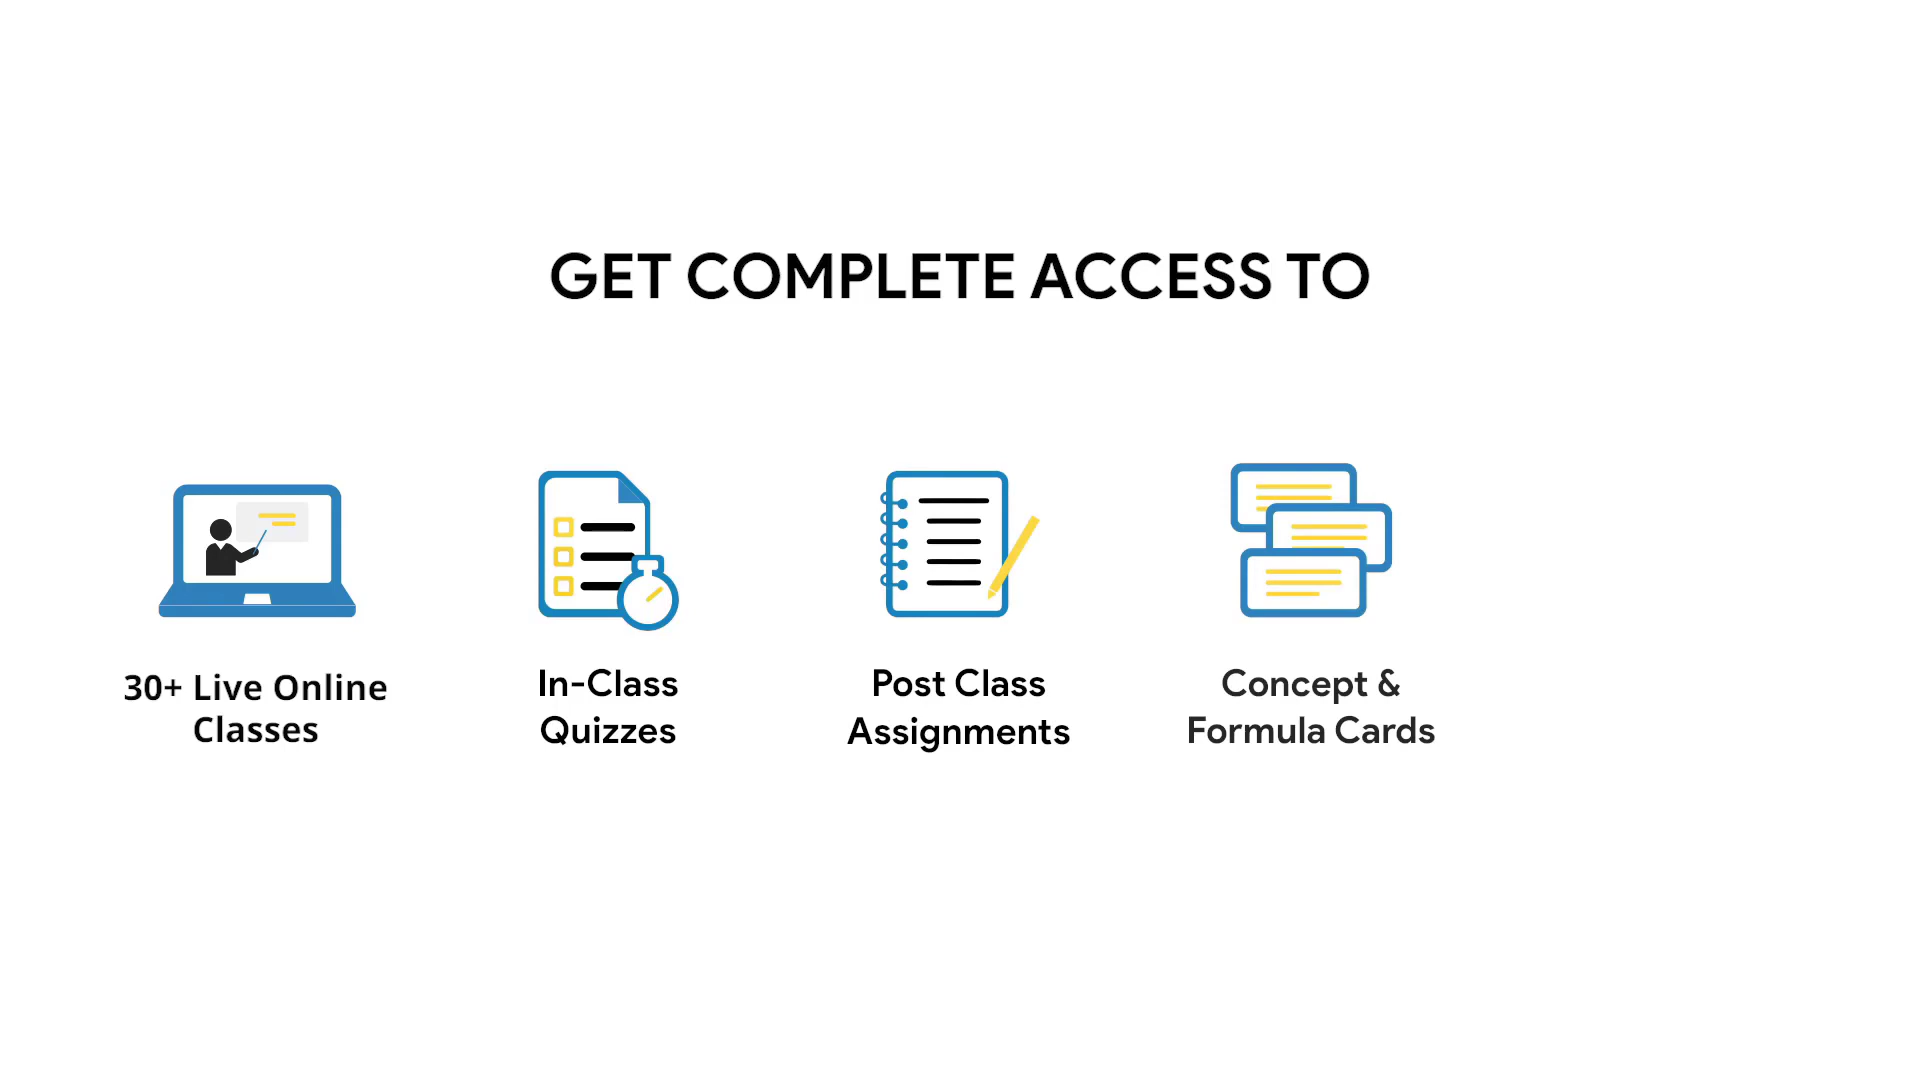 GET COMPLETE ACCESS TO
30+ Live Online
Classes
In-Class
Quizzes
Post Class
Assignments
Concept &
Formula Cards